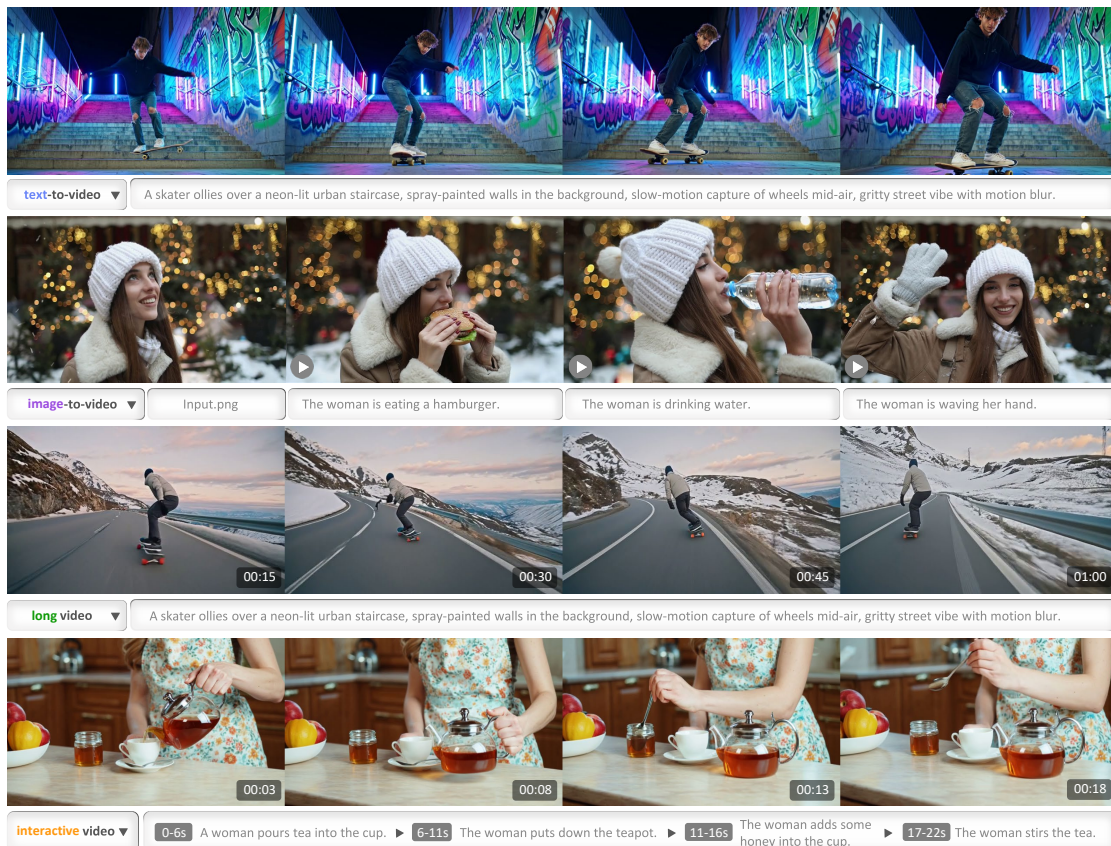 text-to-video ▼ A skater ollies over a neon-lit urban staircase, spray-painted walls in the background, slow-motion capture of wheels mid-air, gritty street vibe with motion blur.
image-to-video ▼ Input.png The woman is eating a hamburger. The woman is drinking water. The woman is waving her hand.
00:15 00:30 00:45 01:00
long video ▼ A skater ollies over a neon-lit urban staircase, spray-painted walls in the background, slow-motion capture of wheels mid-air, gritty street vibe with motion blur.
00:03 00:08 00:13 00:18
interactive video ▼ 0-6s A woman pours tea into the cup. ▶ 6-11s The woman puts down the teapot. ▶ 11-16s The woman adds some
honey into the cup. ▶ 17-22s The woman stirs the tea.